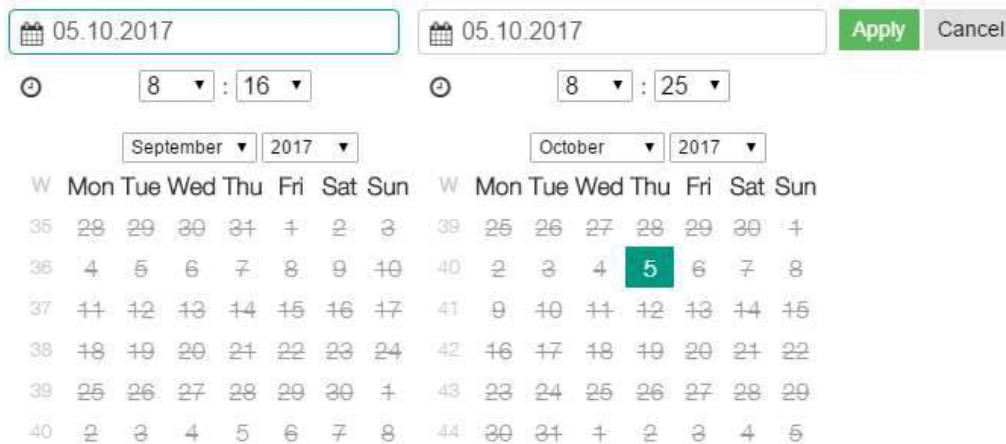 05.10.2017 05.10.2017 Apply Cancel
8 : 16 8 : 25
September 2017 October 2017
W Mon Tue Wed Thu Fri Sat Sun W Mon Tue Wed Thu Fri Sat Sun
35 28 29 30 31 1 2 3 39 25 26 27 28 29 30 1
36 4 5 6 7 8 9 10 40 2 3 4 5 6 7 8
37 11 12 13 14 15 16 17 41 9 10 11 12 13 14 15
38 18 19 20 21 22 23 24 42 16 17 18 19 20 21 22
39 25 26 27 28 29 30 1 43 23 24 25 26 27 28 29
40 2 3 4 5 6 7 8 44 30 31 1 2 3 4 5